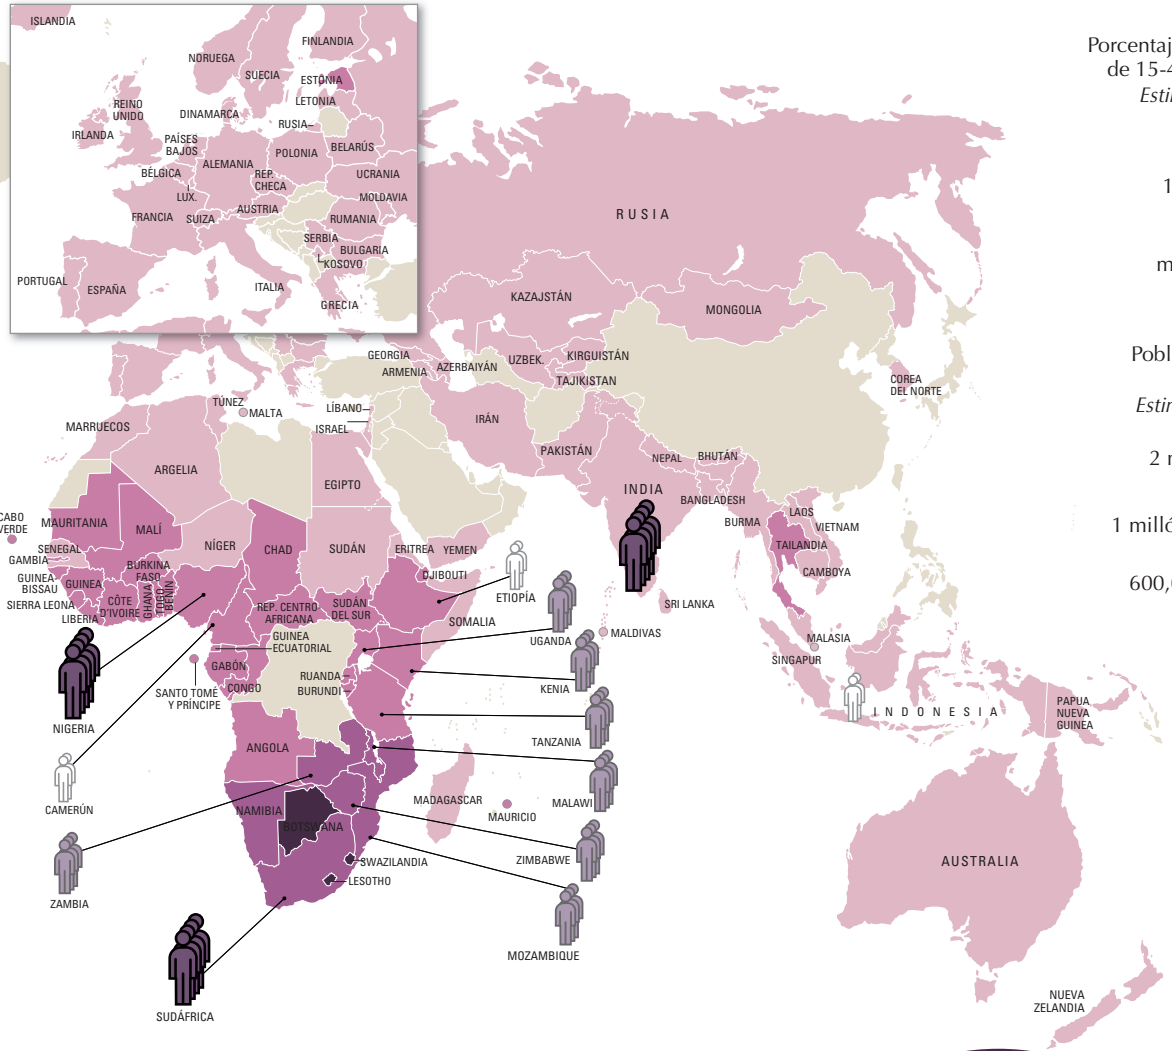 ISLANDIA
FINLANDIA
NORUEGA
SUECIA
ESTONIA
LETONIA
REINO
UNIDO
DINAMARCA
RUSIA
IRLANDA
PAÍSES
BAJOS
BELARÚS
POLONIA
ALEMANIA
BÉLGICA
REP.
CHECA
UCRANIA
LUX.
MOLDAVIA
AUSTRIA
FRANCIA
SUIZA
RUMANIA
SERBIA
BULGARIA
KOSOVO
PORTUGAL
ESPAÑA
ITALIA
GRECIA
Porcentaj
de 15-4
Estin
1
m
Pobl
Estin
2 m
1 milló
600,0
RUSIA
KAZAJSTÁN
MONGOLIA
GEORGIA
ARMENIA
AZERBAIYÁN
UZBEK.
KIRGUISTÁN
TAJIKISTAN
COREA
DEL NORTE
TÚNEZ
MALTA
LÍBANO
ISRAEL
IRÁN
MARRUECOS
PAKISTÁN
NEPAL
BHUTÁN
ARGELIA
EGIPTO
INDIA
BANGLADESH
BURMA
LAOS
VIETNAM
TAILANDIA
CAMBOYA
CABO
VERDE
MAURITANIA
MALÍ
NÍGER
CHAD
SUDÁN
ERITREA
YEMEN
SENEGAL
GAMBIA
GUINEA-
BISSAU
GUINEA
BURKINA
FASO
DJIBOUTI
ETIOPÍA
SIERRA LEONA
LIBERIA
CÔTE
D'IVOIRE
GHANA
TOGO
BENIN
REP. CENTRO
AFRICANA
SUDÁN
DEL SUR
SOMALIA
SRI LANKA
UGANDA
MALDIVAS
MALASIA
SINGAPUR
GUINEA
ECUATORIAL
GABÓN
CONGO
RUANDA
BURUNDI
KENIA
SANTO TOMÉ
Y PRÍNCIPE
NIGERIA
INDONESIA
PAPUA
NUEVA
GUINEA
TANZANIA
ANGOLA
CAMERÚN
MADAGASCAR
MAURICIO
MALAWI
NAMIBIA
BOTSWANA
SWAZILANDIA
LESOTHO
ZIMBABWE
ZAMBIA
AUSTRALIA
MOZAMBIQUE
SUDÁFRICA
NUEVA
ZELANDIA